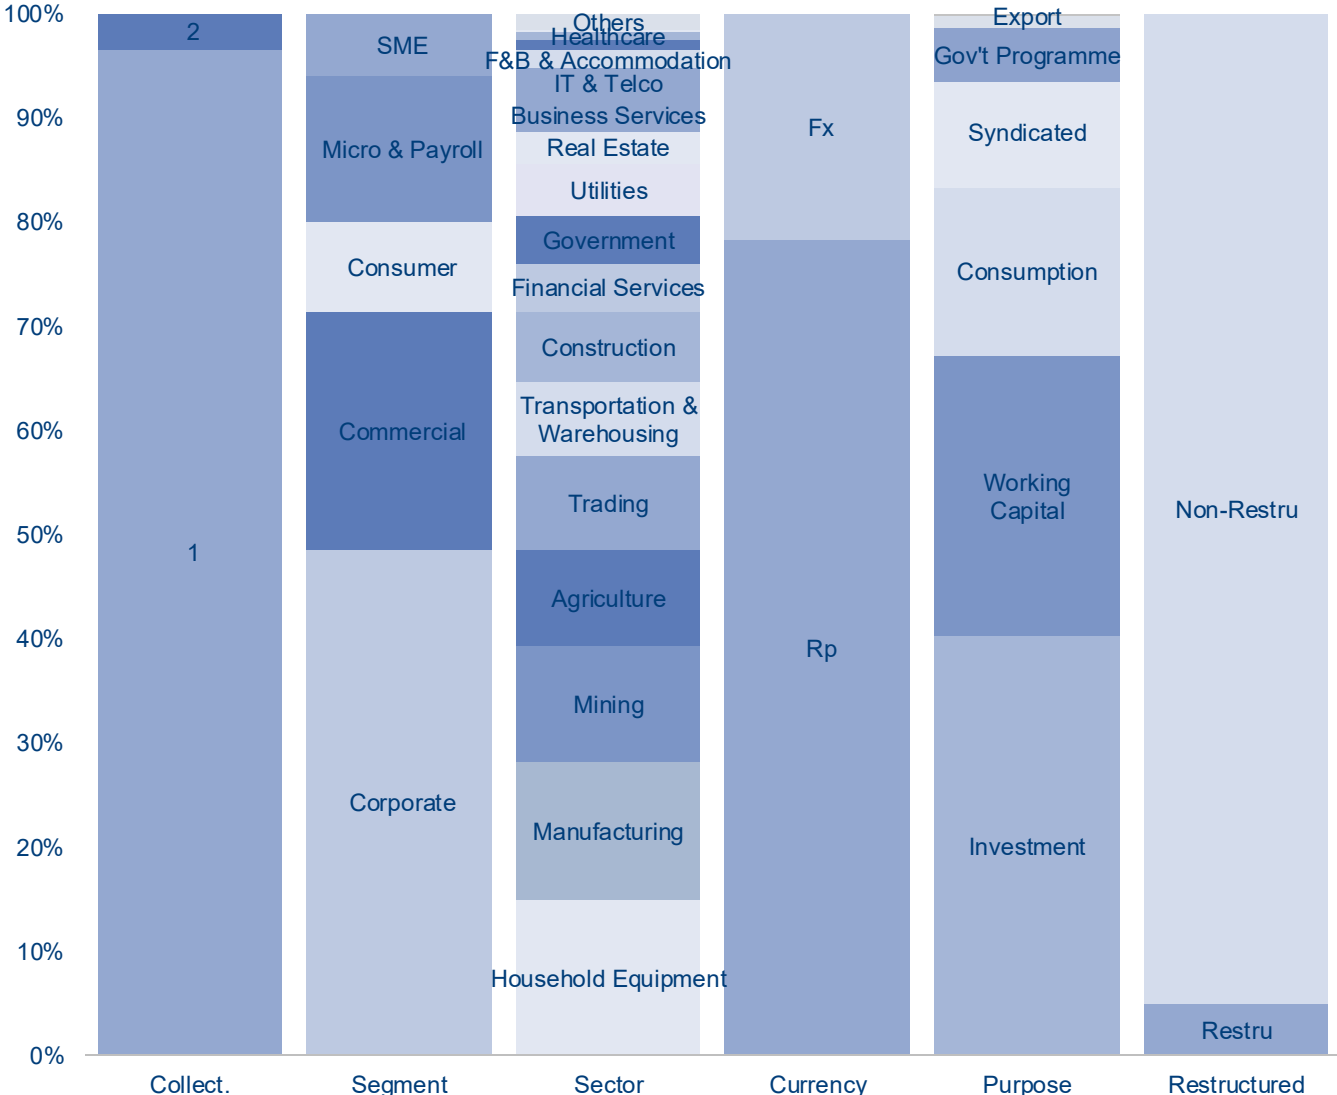 100%
90%
80%
70%
60%
50%
40%
30%
20%
10%
0%
2
1
SME
Micro & Payroll
Consumer
Commercial
Corporate
Others
Healthcare
F&B & Accommodation
IT & Telco
Business Services
Real Estate
Utilities
Government
Financial Services
Construction
Transportation &
Warehousing
Trading
Agriculture
Mining
Manufacturing
Household Equipment
Fx
Rp
Export
Gov't Programme
Syndicated
Consumption
Working
Capital
Investment
Non-Restru
Restru
Collect.
Segment
Sector
Currency
Purpose
Restructured